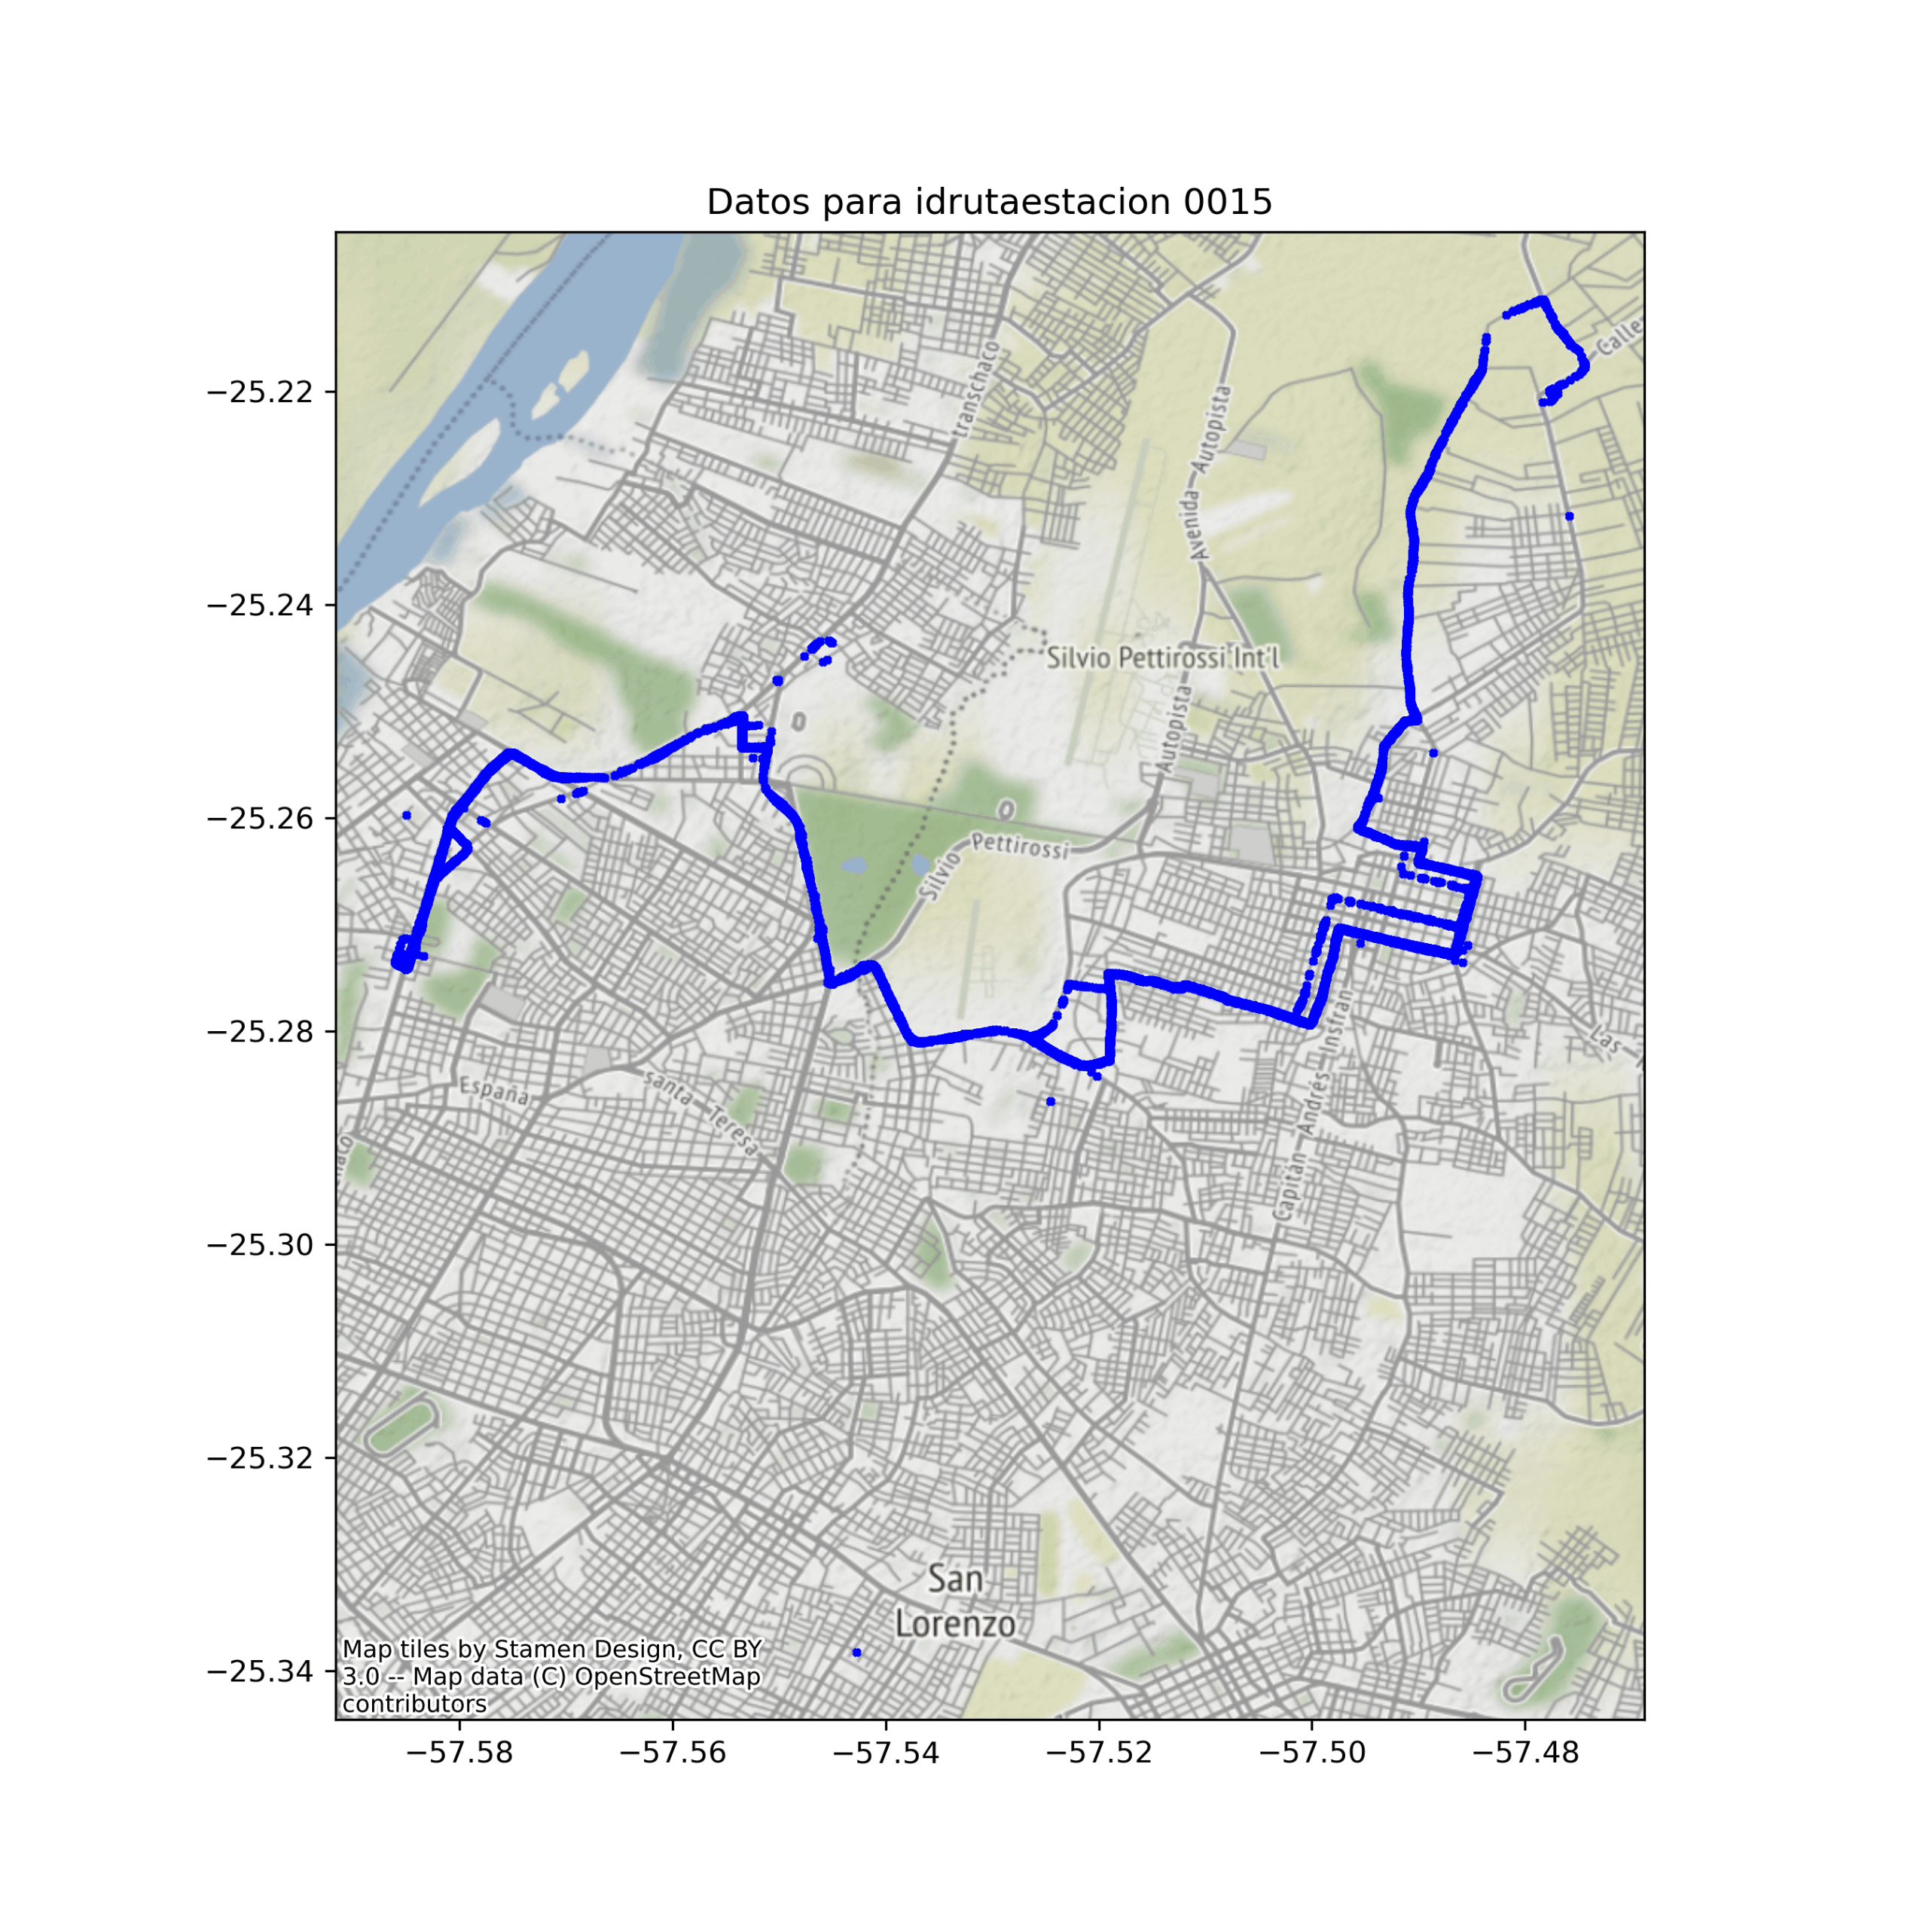 Datos para idrutaestacion 0015
−25.22
−25.24
−25.26
−25.28
−25.30
−25.32
−25.34
transchaco
Calle
Avenida Autopista
Silvio Pettirossi Int'l
Autopista
Silvio Pettirossi
España
santa Teresa
Capitán Andrés Insfran
Las
San
Lorenzo
Map tiles by Stamen Design, CC BY
3.0 -- Map data (C) OpenStreetMap
contributors
−57.58
−57.56
−57.54
−57.52
−57.50
−57.48